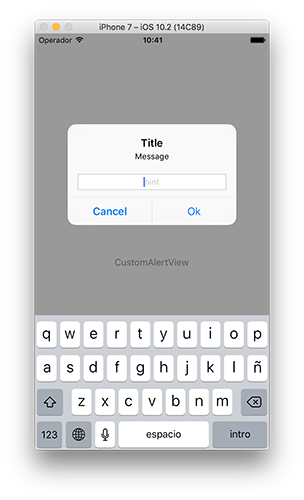 iPhone 7 – iOS 10.2 (14C89)
Operador 10:41
Title
Message
hint
Cancel Ok
CustomAlertView
q w e r t y u i o p
a s d f g h j k l ñ
z x c v b n m
123 espacio intro